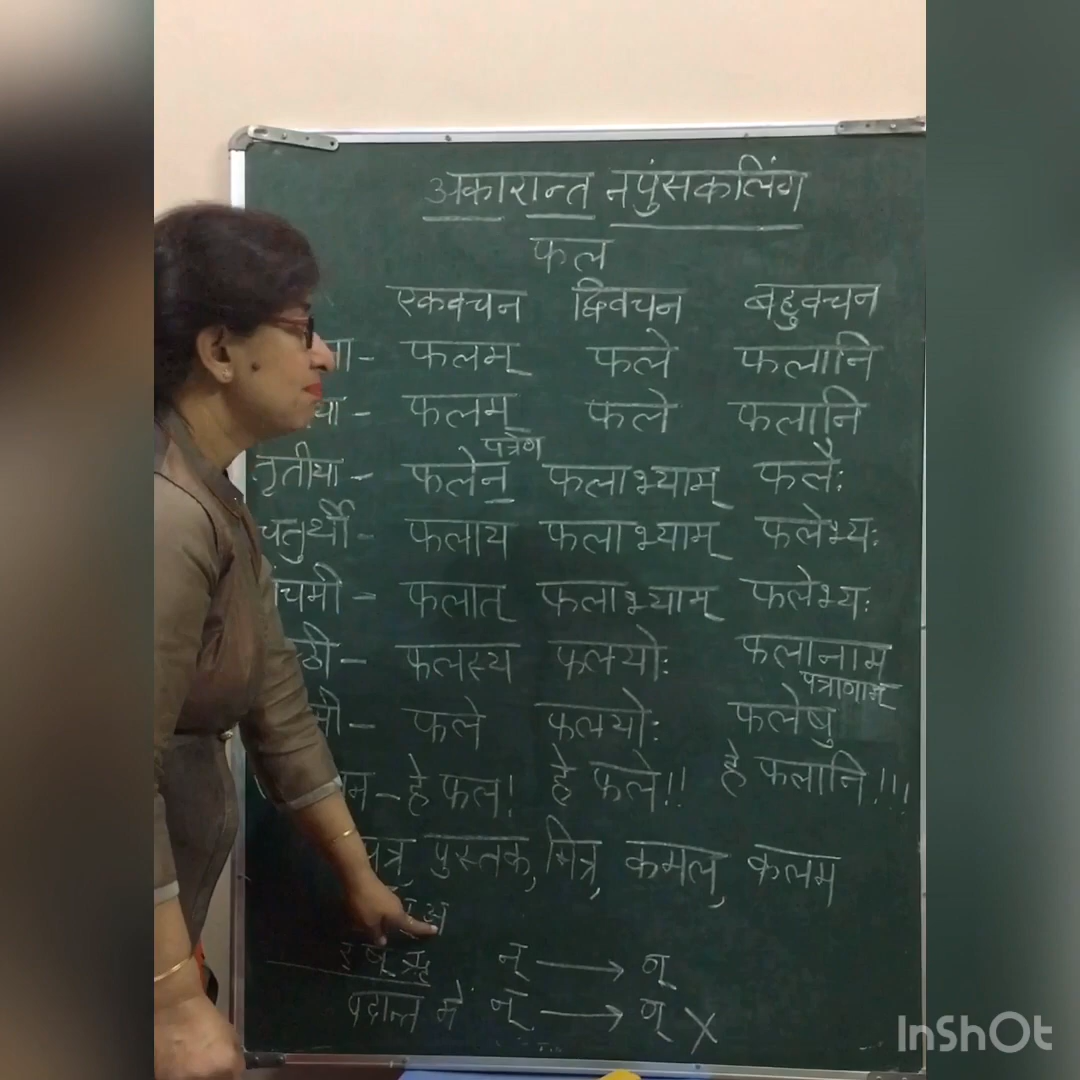 अकारान्त नपुंसकलिंग
फल
एकवचन द्विवचन बहुवचन
फलम् फले फलानि
फलम् फले फलानि
पत्रेण
तृतीया - फलेन फलाभ्याम् फलैः
चतुर्थी - फलाय फलाभ्याम् फलेभ्यः
चमी - फलात् फलाभ्याम् फलेभ्यः
ठी - फलस्य फलयोः फलानाम
पत्राणाम्
मी - फले फलयोः फलेषु
म - हे फल! हे फले!! हे फलानि!!!
पत्र, पुस्तक, मित्र, कमल, कलम
अ
र् ष् ऋ न् → ण्
पदान्त में न् → ण् X
InShOt